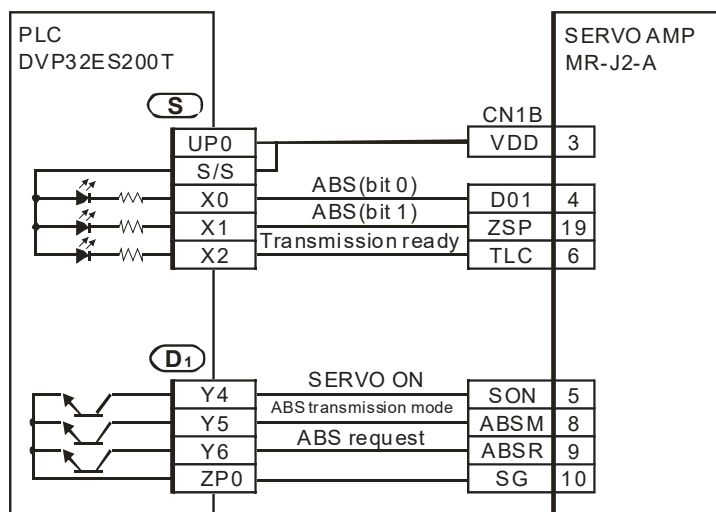 PLC
DVP32ES200T
SERVO AMP
MR-J2-A
S
CN1B
UP0
VDD 3
S/S
X0 ABS(bit 0) D01 4
X1 ABS(bit 1) ZSP 19
X2 Transmission ready TLC 6
D1
Y4 SERVO ON SON 5
Y5 ABS transmission mode ABSM 8
Y6 ABS request ABSR 9
ZP0 SG 10